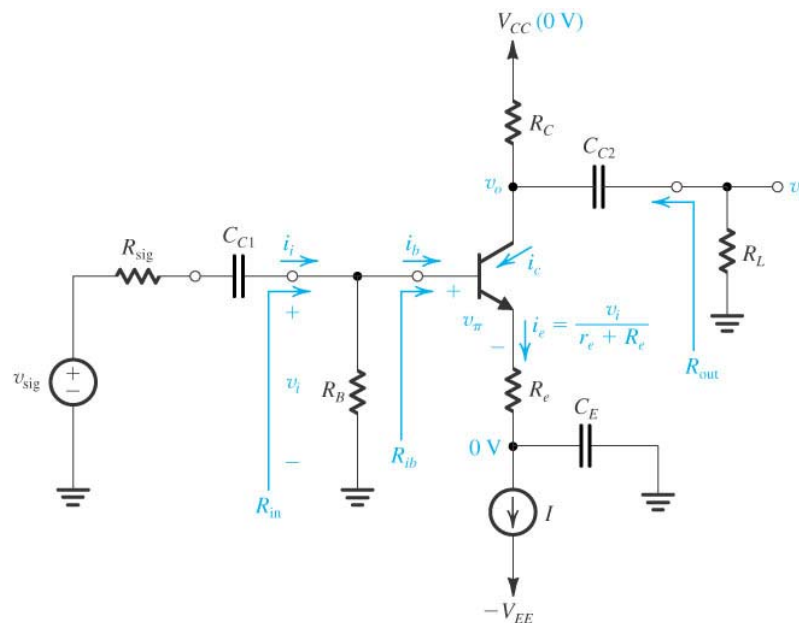 V_CC (0 V)
R_C
C_C2
v_o
v
R_sig
C_C1
i_i
i_b
i_c
R_L
+
+
v_π
i_e = v_i / (r_e + R_e)
−
R_out
v_sig
+
−
v_i
R_B
R_e
C_E
−
R_ib
0 V
R_in
I
−V_EE